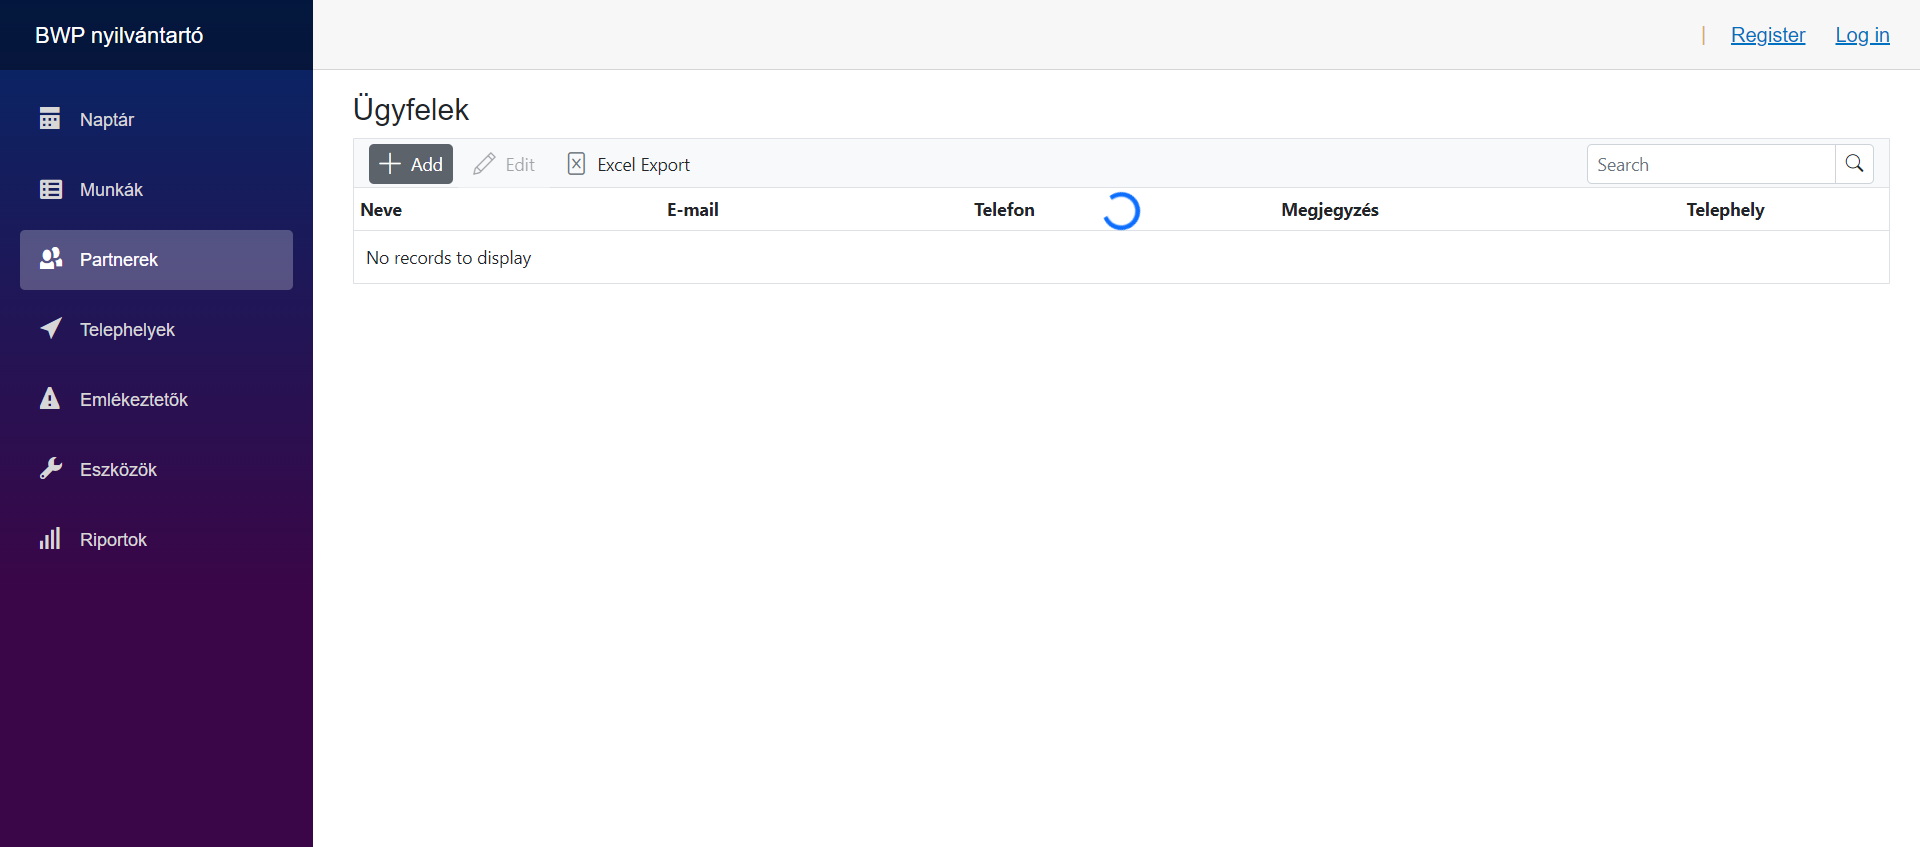 BWP nyilvántartó
| Register Log in
Naptár
Munkák
Partnerek
Telephelyek
Emlékeztetők
Eszközök
Riportok
Ügyfelek
Add Edit Excel Export Search
Neve E-mail Telefon Megjegyzés Telephely
No records to display